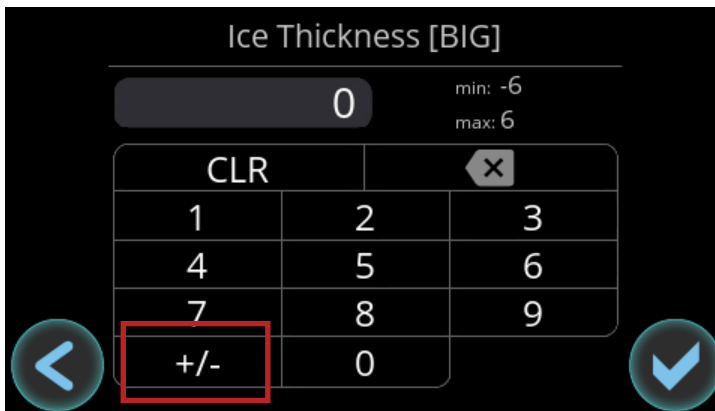 Ice Thickness [BIG]
0
min: -6
max: 6
CLR
1 2 3
4 5 6
7 8 9
+/- 0